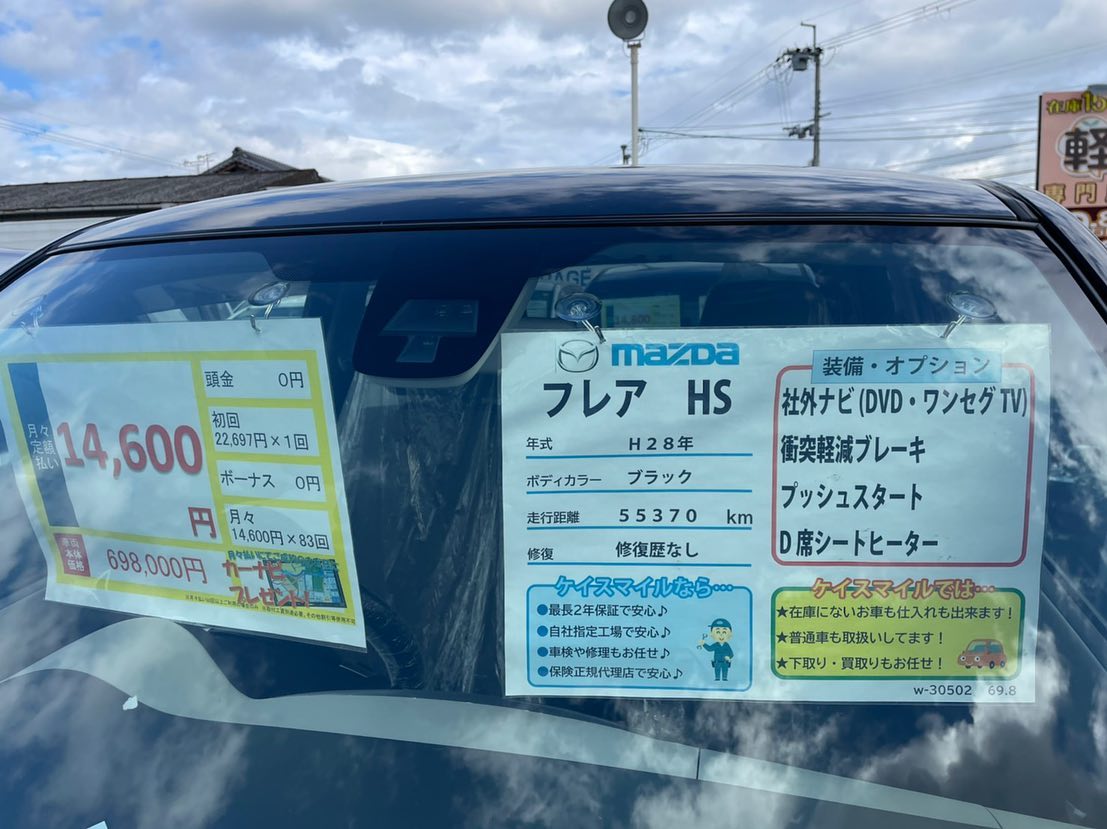 在庫15
軽
専門
AGE
14,600
月々
定額
払い
14,600
円
頭金 0円
初回
22,697円×1回
ボーナス 0円
月々
14,600円×83回
車両
本体
価格
698,000円
カーナビ
プレゼント!
mazda
フレア HS
年式 H28年
ボディカラー ブラック
走行距離 55370 km
修復 修復歴なし
装備・オプション
社外ナビ(DVD・ワンセグTV)
衝突軽減ブレーキ
プッシュスタート
D席シートヒーター
ケイスマイルなら…
●最長2年保証で安心♪
●自社指定工場で安心♪
●車検や修理もお任せ♪
●保険正規代理店で安心♪
ケイスマイルでは…
★在庫にないお車も仕入れも出来ます!
★普通車も取扱いしてます!
★下取り・買取りもお任せ!
w-30502 69.8